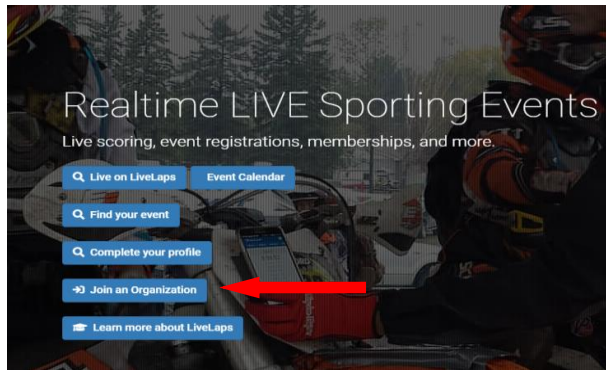 Realtime LIVE Sporting Events
Live scoring, event registrations, memberships, and more.
Live on LiveLaps Event Calendar
Find your event
Complete your profile
Join an Organization
Learn more about LiveLaps